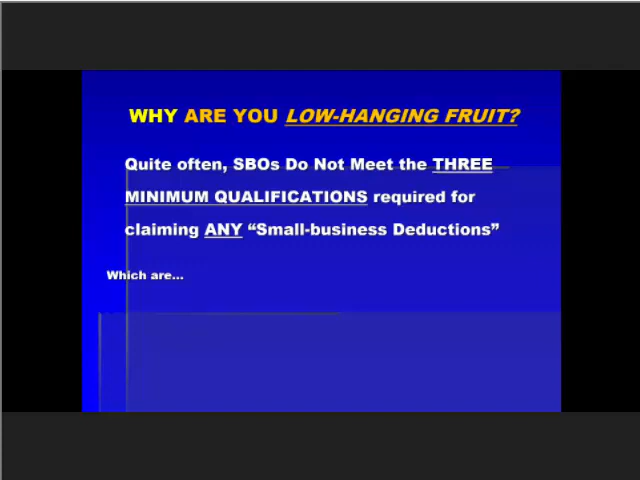 WHY ARE YOU LOW-HANGING FRUIT?
Quite often, SBOs Do Not Meet the THREE
MINIMUM QUALIFICATIONS required for
claiming ANY “Small-business Deductions”
Which are...